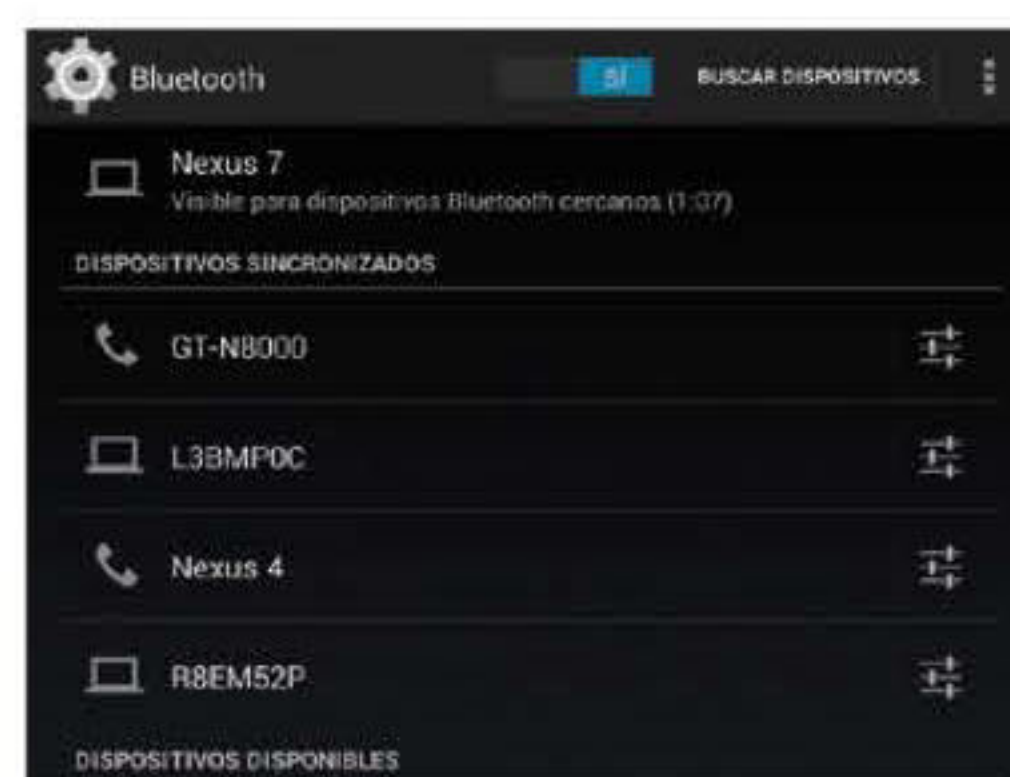 Bluetooth
SÍ
BUSCAR DISPOSITIVOS
Nexus 7
Visible para dispositivos Bluetooth cercanos (1:07)
DISPOSITIVOS SINCRONIZADOS
GT-N8000
L3BMP0C
Nexus 4
R8EM52P
DISPOSITIVOS DISPONIBLES